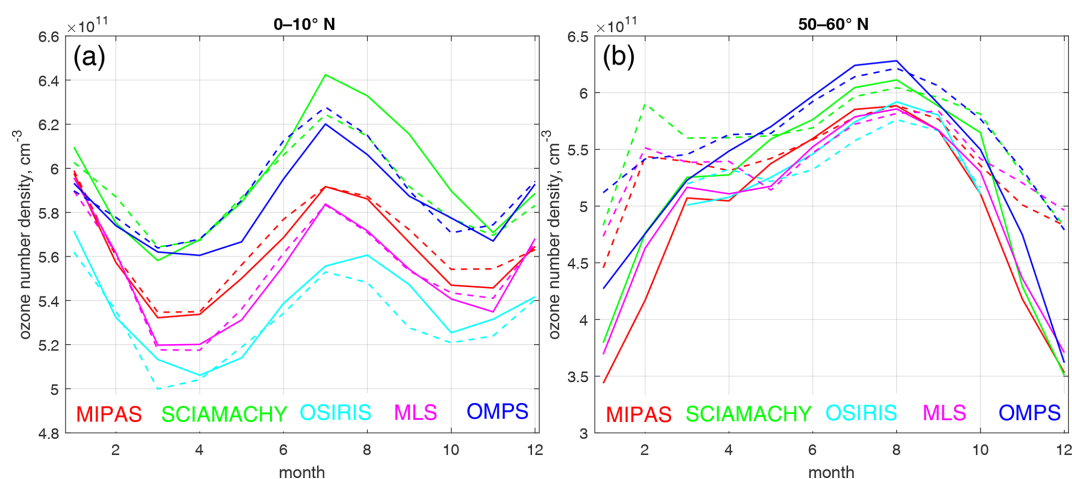 ×10¹¹
0–10° N
(a)
ozone number density, cm⁻³
6.6
6.4
6.2
6
5.8
5.6
5.4
5.2
5
4.8
MIPAS SCIAMACHY OSIRIS MLS OMPS
2 4 6 8 10 12
month
×10¹¹
50–60° N
(b)
ozone number density, cm⁻³
6.5
6
5.5
5
4.5
4
3.5
3
MIPAS SCIAMACHY OSIRIS MLS OMPS
2 4 6 8 10 12
month